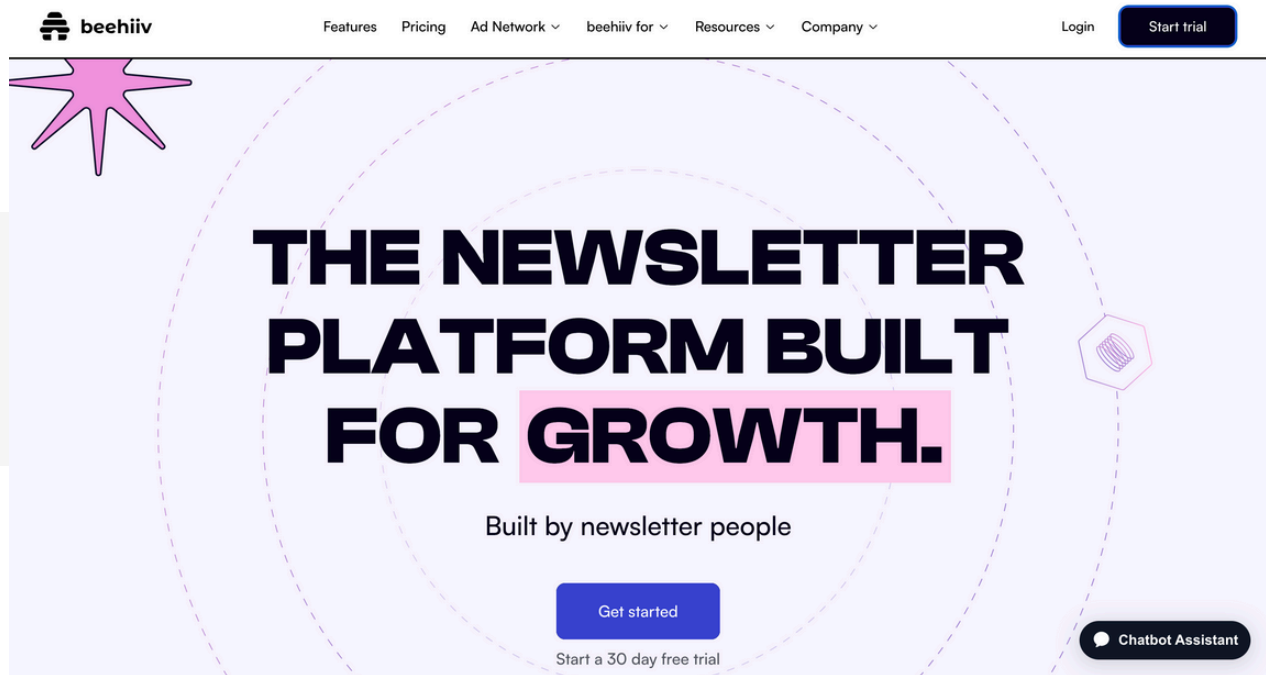 beehiiv
Features
Pricing
Ad Network
beehiiv for
Resources
Company
Login
Start trial
THE NEWSLETTER
PLATFORM BUILT
FOR GROWTH.
Built by newsletter people
Get started
Start a 30 day free trial
Chatbot Assistant